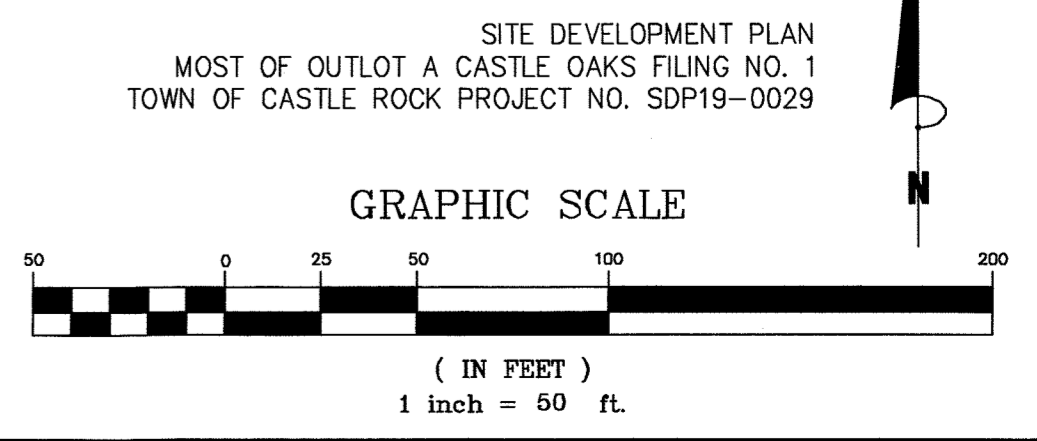 SITE DEVELOPMENT PLAN
MOST OF OUTLOT A CASTLE OAKS FILING NO. 1
TOWN OF CASTLE ROCK PROJECT NO. SDP19-0029
N
GRAPHIC SCALE
50 0 25 50 100 200
( IN FEET )
1 inch = 50 ft.